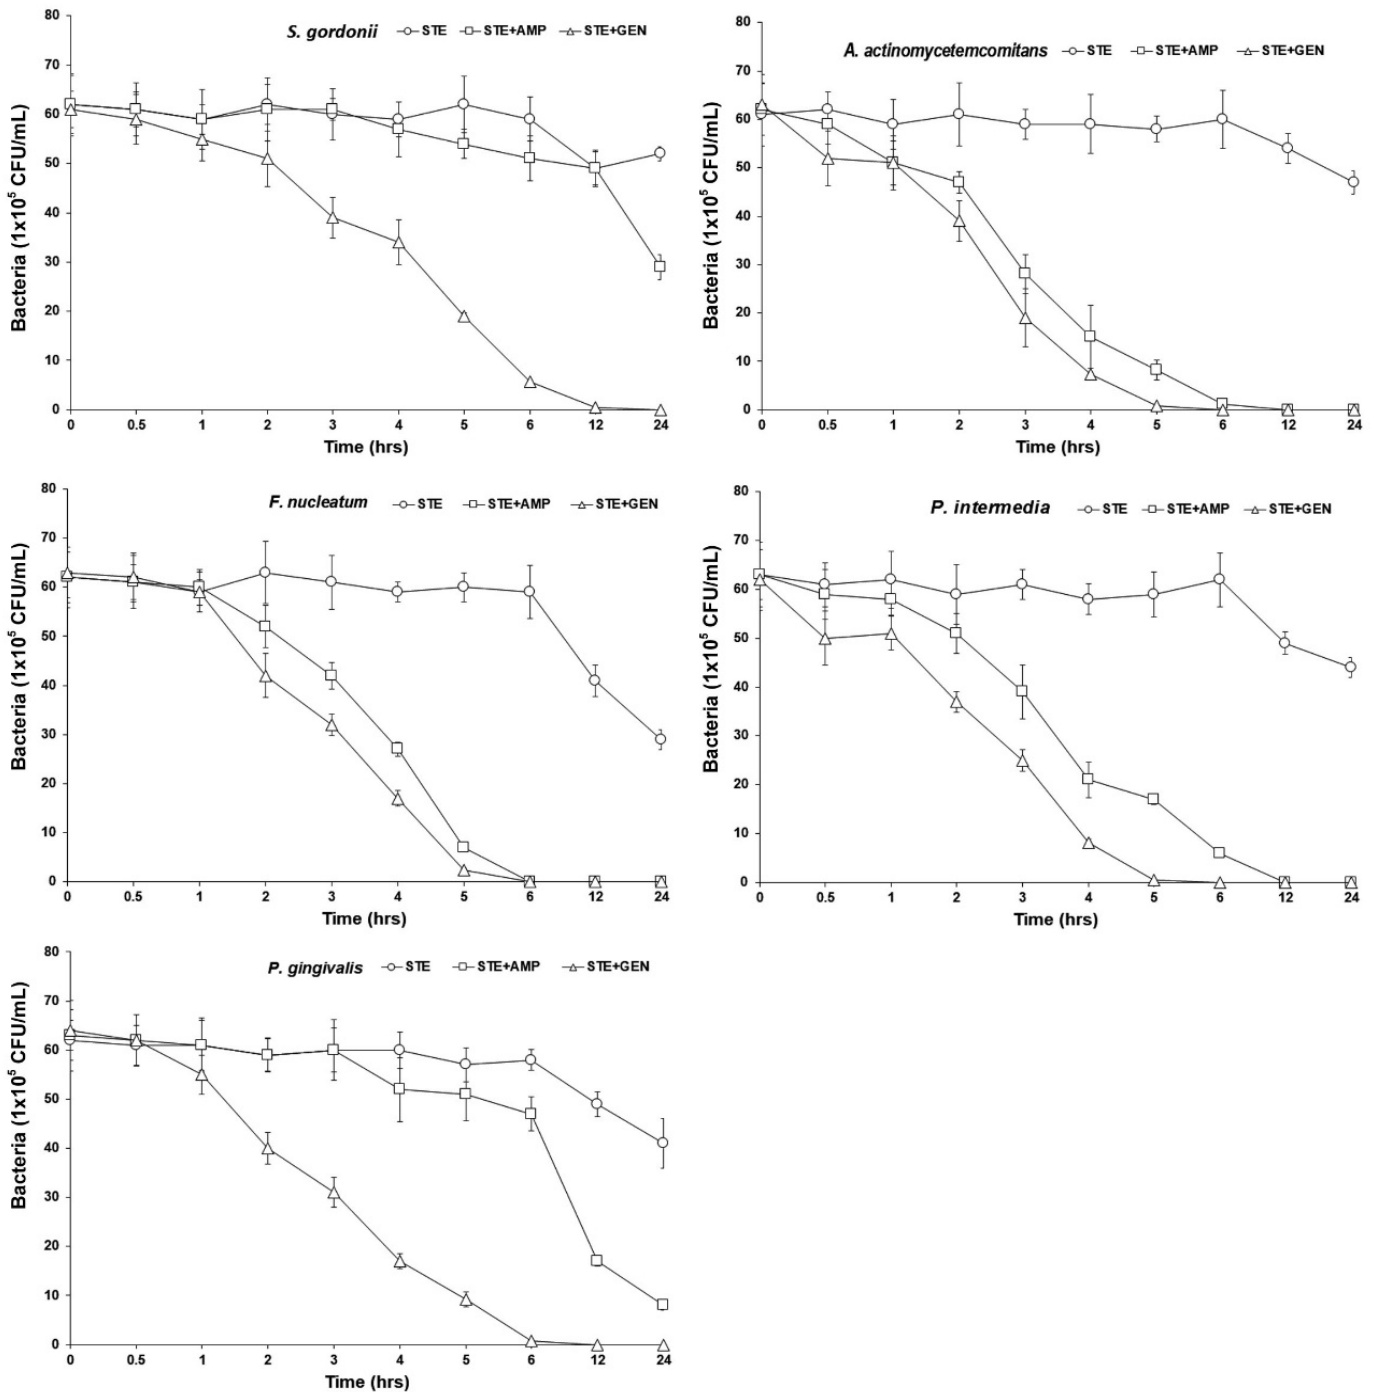 S. gordonii STE STE+AMP STE+GEN
Bacteria (1x10⁵ CFU/mL)
80
70
60
50
40
30
20
10
0
0 0.5 1 2 3 4 5 6 12 24
Time (hrs)
A. actinomycetemcomitans STE STE+AMP STE+GEN
Bacteria (1x10⁵ CFU/mL)
80
70
60
50
40
30
20
10
0
0 0.5 1 2 3 4 5 6 12 24
Time (hrs)
F. nucleatum STE STE+AMP STE+GEN
Bacteria (1x10⁵ CFU/mL)
80
70
60
50
40
30
20
10
0
0 0.5 1 2 3 4 5 6 12 24
Time (hrs)
P. intermedia STE STE+AMP STE+GEN
Bacteria (1x10⁵ CFU/mL)
80
70
60
50
40
30
20
10
0
0 0.5 1 2 3 4 5 6 12 24
Time (hrs)
P. gingivalis STE STE+AMP STE+GEN
Bacteria (1x10⁵ CFU/mL)
80
70
60
50
40
30
20
10
0
0 0.5 1 2 3 4 5 6 12 24
Time (hrs)